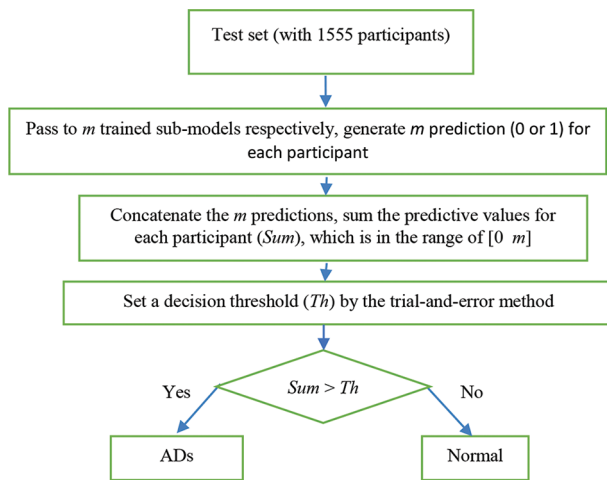 Test set (with 1555 participants)
Pass to m trained sub-models respectively, generate m prediction (0 or 1) for
each participant
Concatenate the m predictions, sum the predictive values for
each participant (Sum), which is in the range of [0 m]
Set a decision threshold (Th) by the trial-and-error method
Sum > Th
Yes
No
ADs
Normal